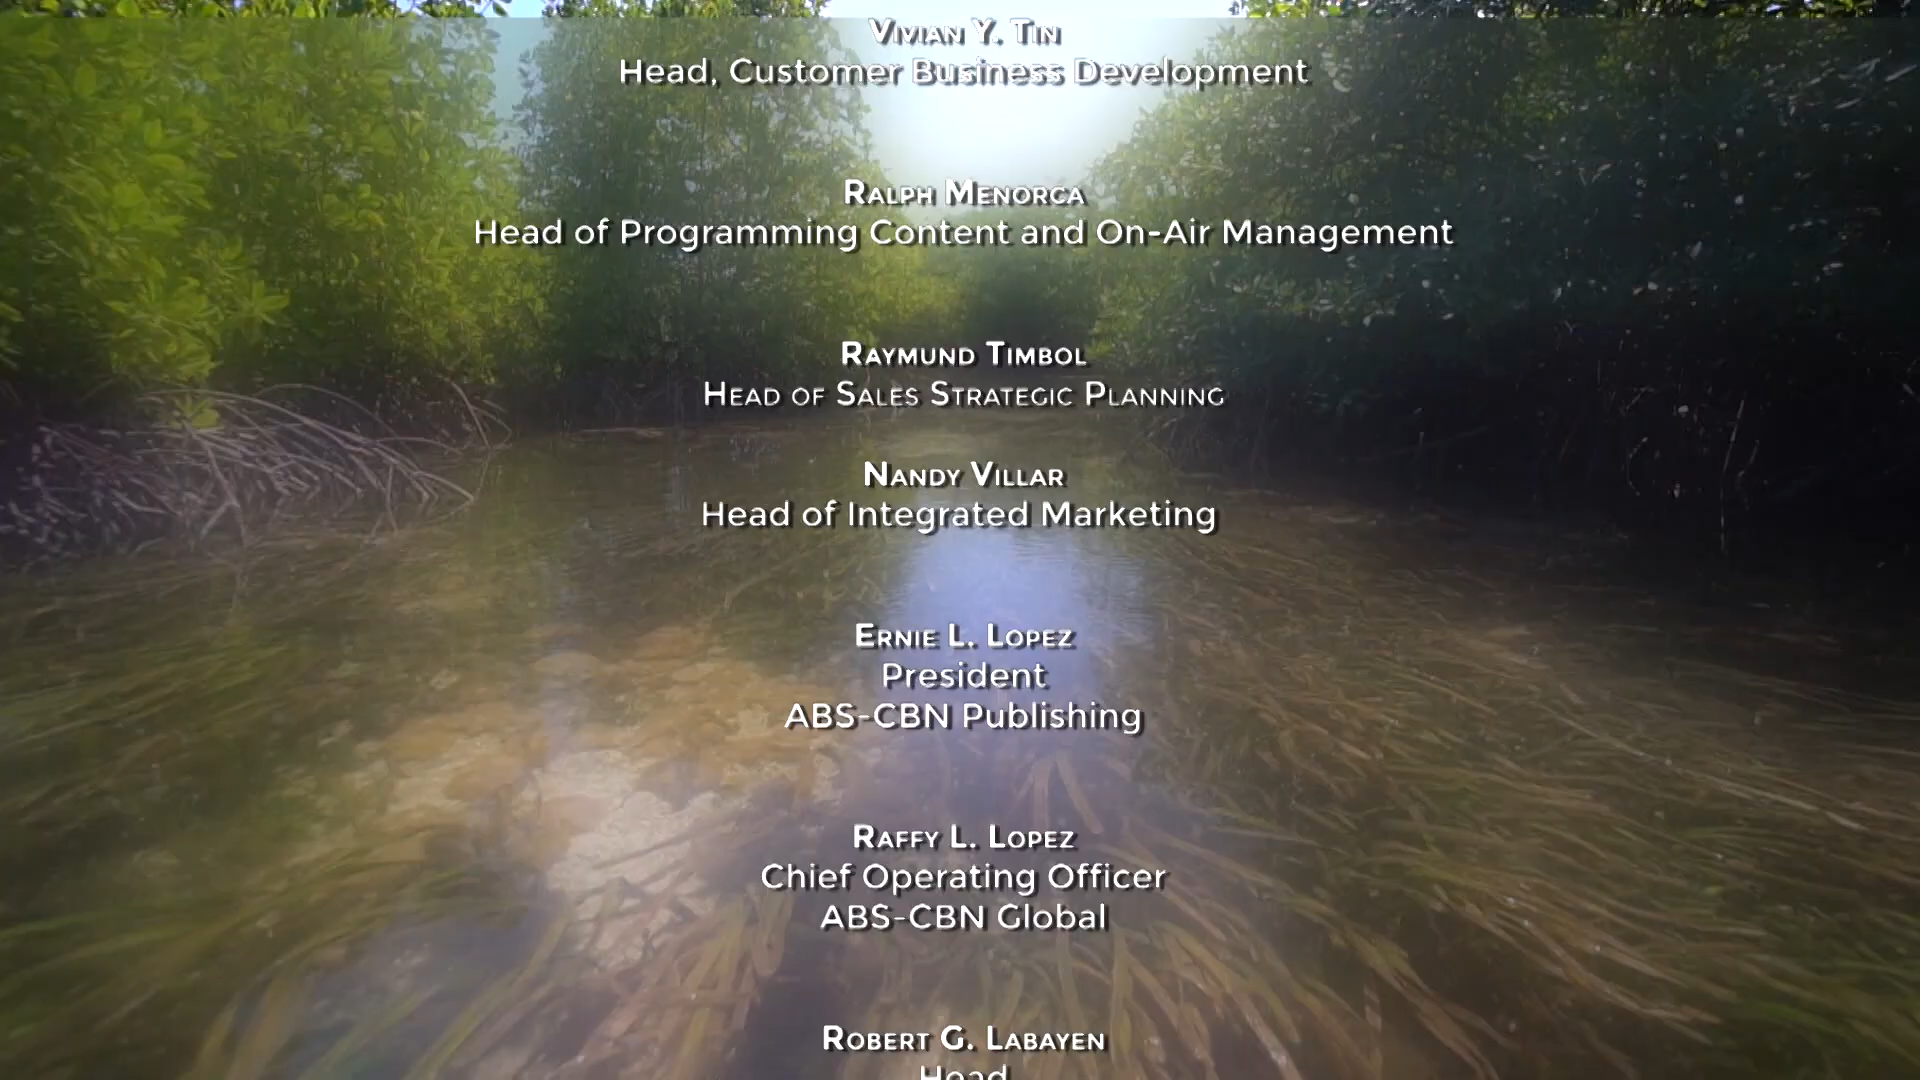 Vivian Y. Tin
Head, Customer Business Development
Ralph Menorca
Head of Programming Content and On-Air Management
Raymund Timbol
Head of Sales Strategic Planning
Nandy Villar
Head of Integrated Marketing
Ernie L. Lopez
President
ABS-CBN Publishing
Raffy L. Lopez
Chief Operating Officer
ABS-CBN Global
Robert G. Labayen
Head